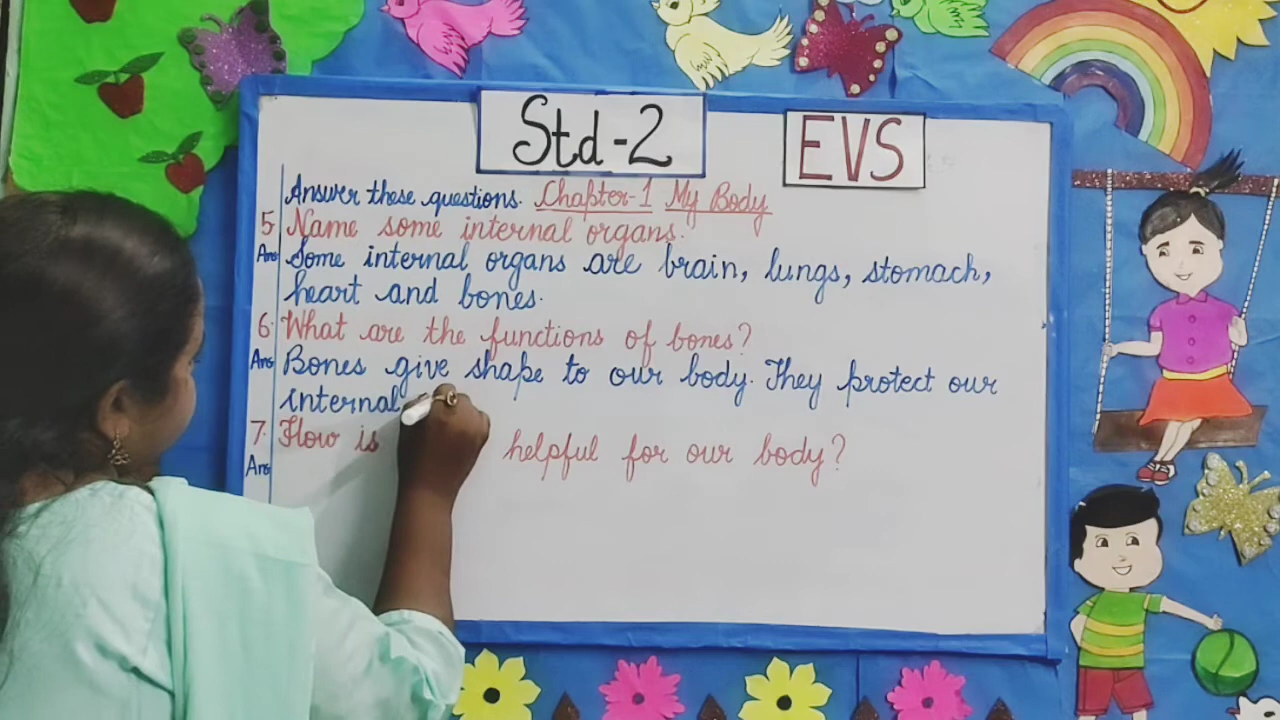 Std-2
EVS
Answer these questions. Chapter-1 My Body
5. Name some internal organs.
Ans Some internal organs are brain, lungs, stomach,
heart and bones.
6. What are the functions of bones?
Ans Bones give shape to our body. They protect our
internal
7. How is helpful for our body?
Ans